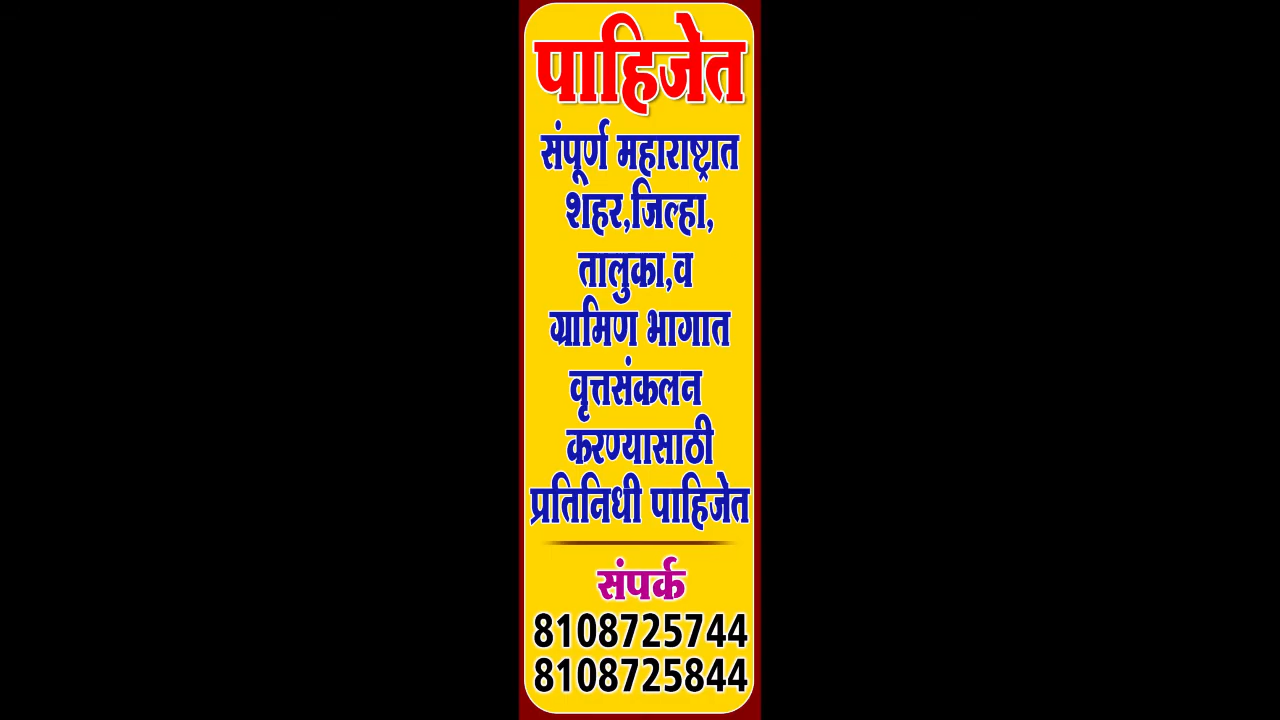 पाहिजेत
संपूर्ण महाराष्ट्रात
शहर,जिल्हा,
तालुका,व
ग्रामिण भागात
वृत्तसंकलन
करण्यासाठी
प्रतिनिधी पाहिजेत
संपर्क
8108725744
8108725844